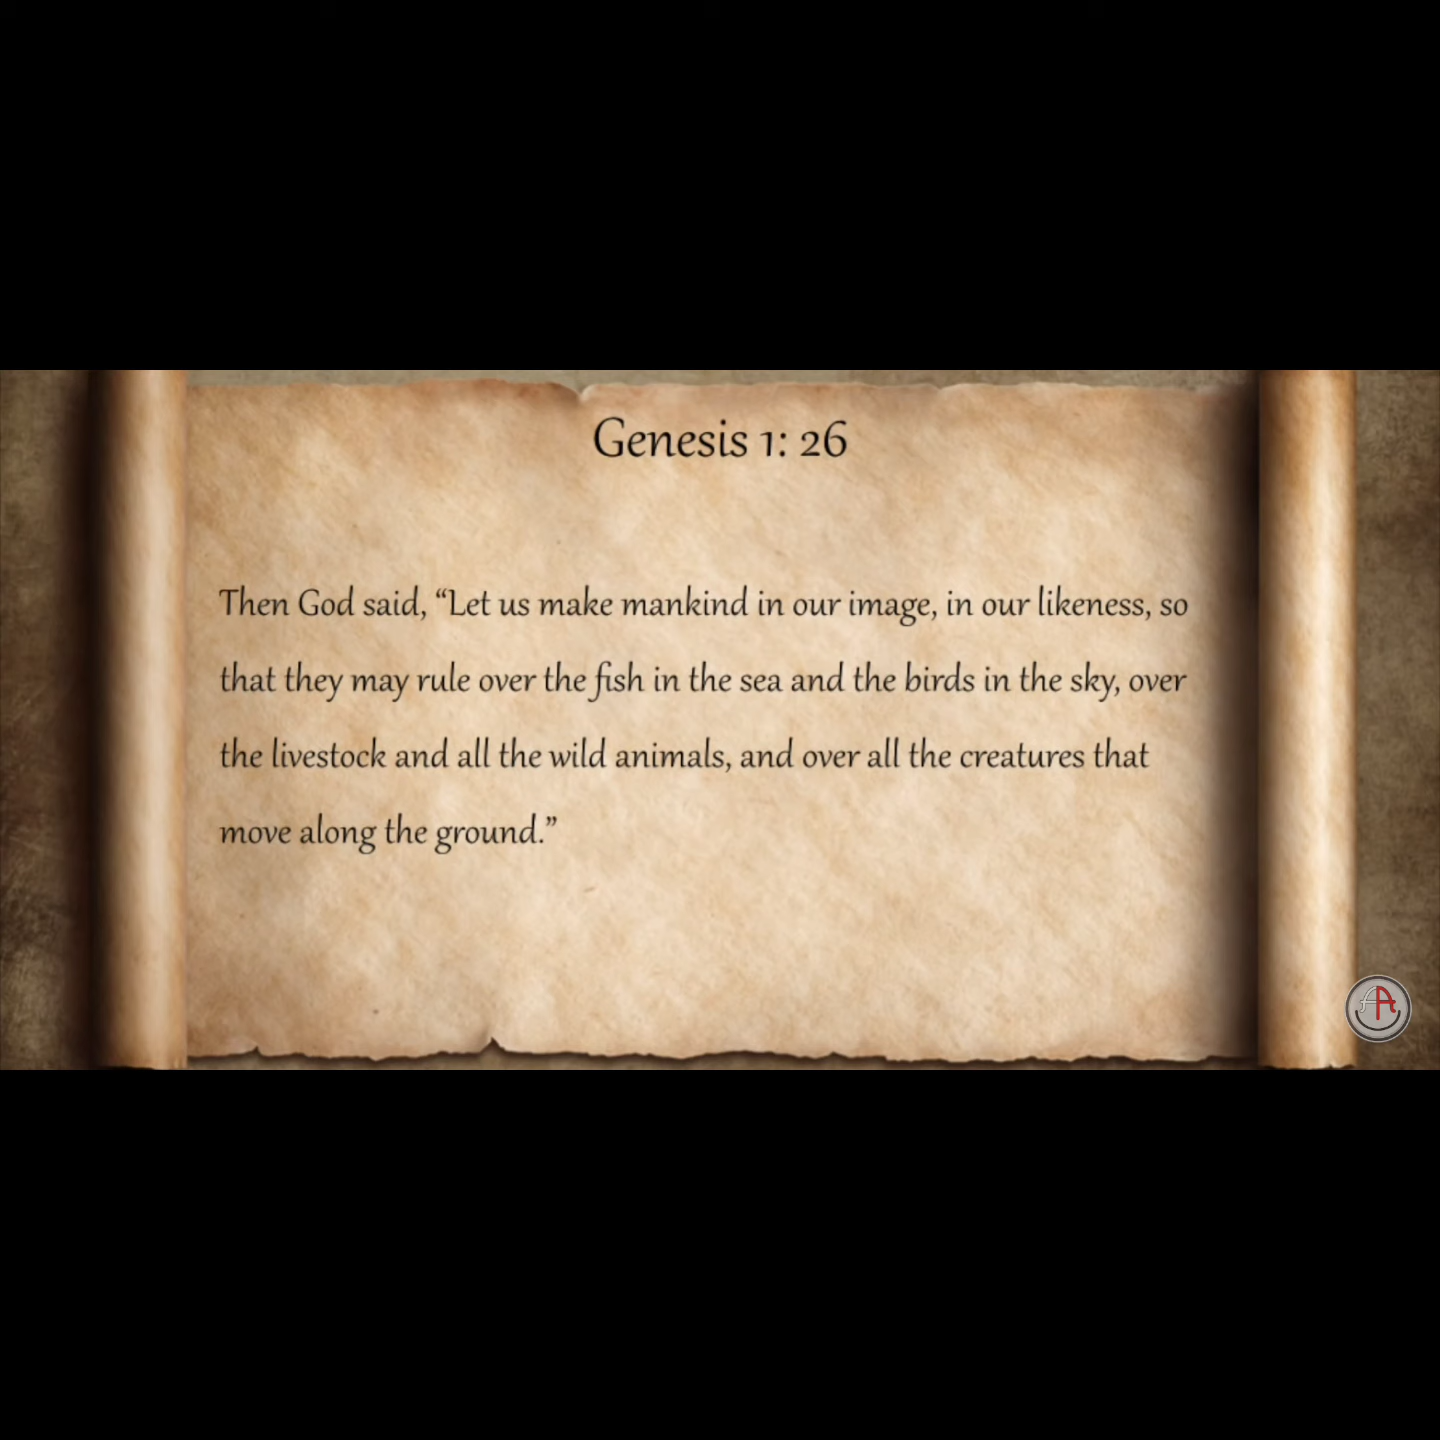 Genesis 1: 26
Then God said, “Let us make mankind in our image, in our likeness, so
that they may rule over the fish in the sea and the birds in the sky, over
the livestock and all the wild animals, and over all the creatures that
move along the ground.”
AA